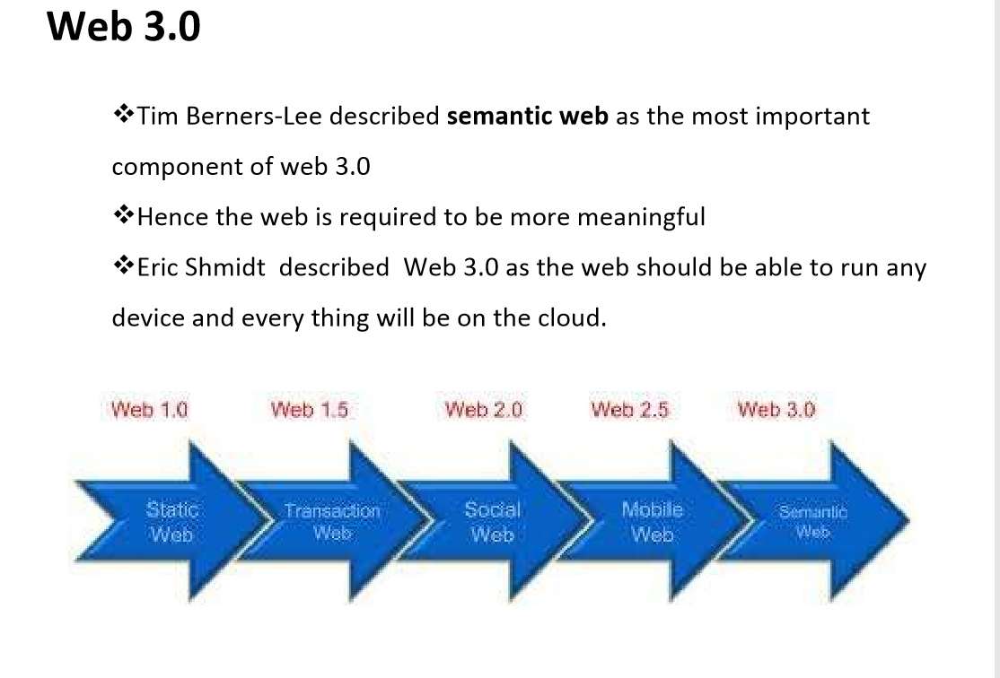 Web 3.0
❖Tim Berners-Lee described semantic web as the most important
component of web 3.0
❖Hence the web is required to be more meaningful
❖Eric Shmidt  described  Web 3.0 as the web should be able to run any
device and every thing will be on the cloud.
Web 1.0 Web 1.5 Web 2.0 Web 2.5 Web 3.0
Static Transaction Social Mobile Semantic
Web Web Web Web Web